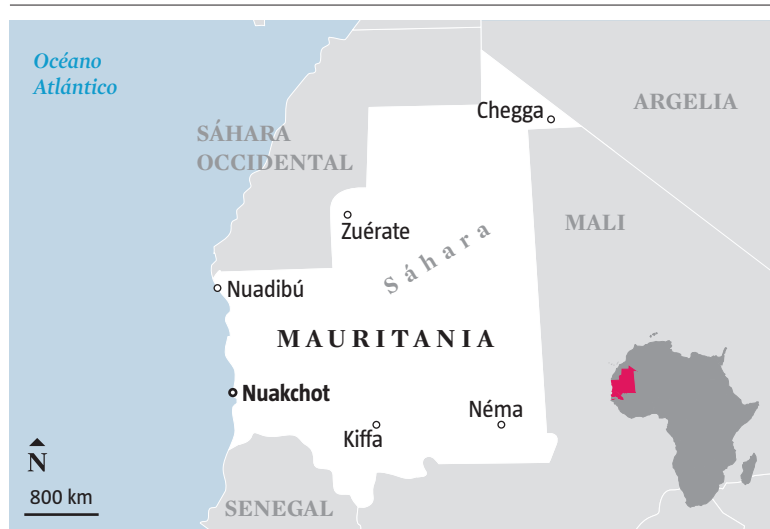 Océano
Atlántico
Chegga
ARGELIA
SÁHARA
OCCIDENTAL
Zuérate
Sáhara
MALI
Nuadibú
MAURITANIA
Nuakchot
Kiffa
Néma
N
800 km
SENEGAL